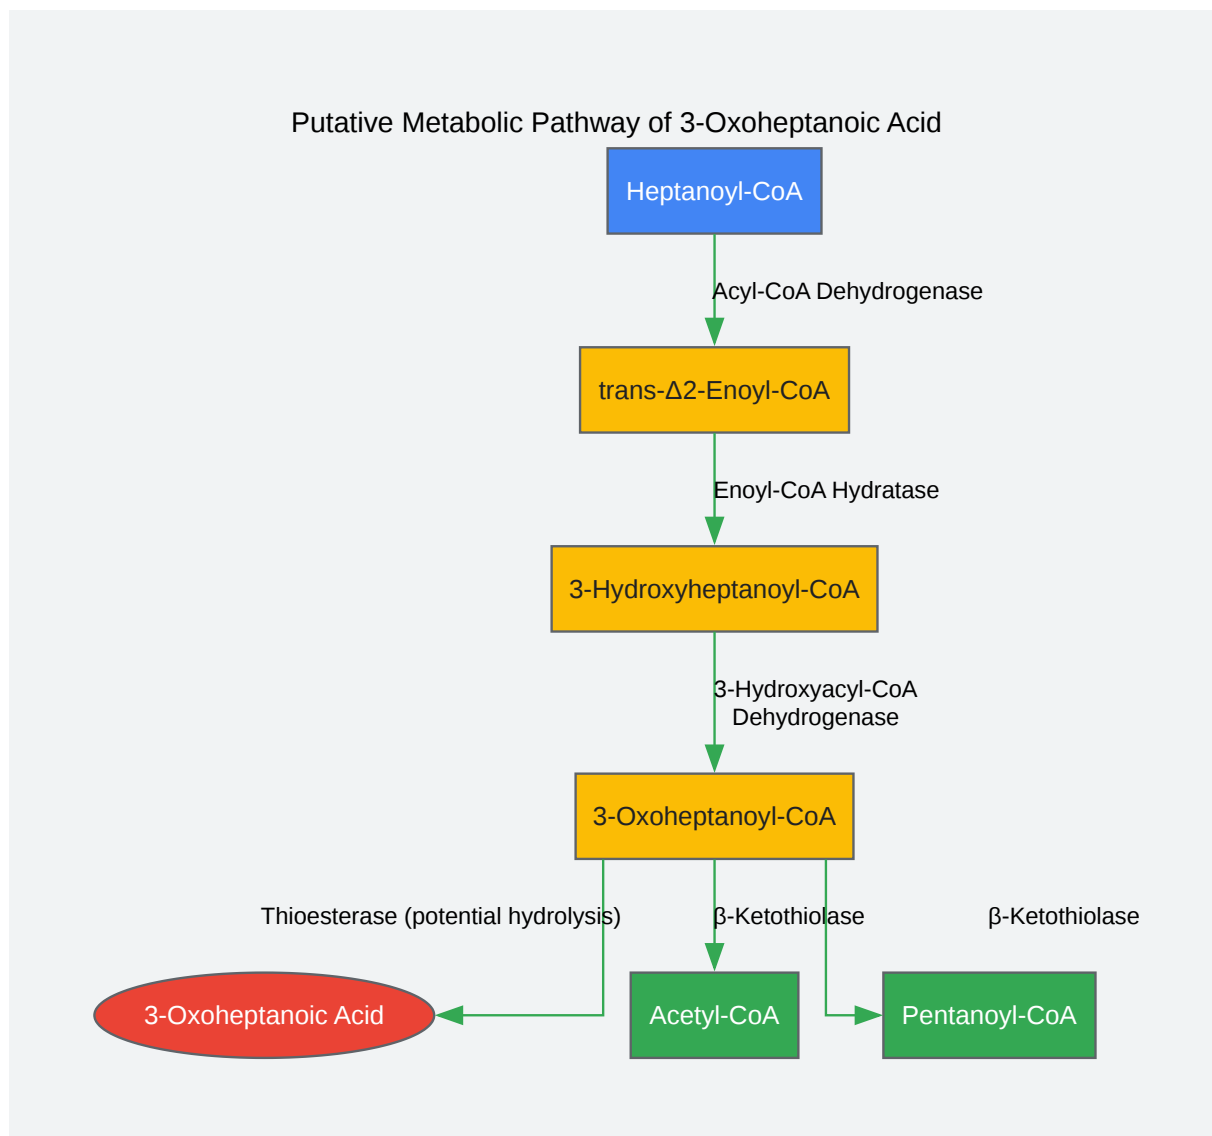 Putative Metabolic Pathway of 3-Oxoheptanoic Acid
Heptanoyl-CoA
Acyl-CoA Dehydrogenase
trans-Δ2-Enoyl-CoA
Enoyl-CoA Hydratase
3-Hydroxyheptanoyl-CoA
3-Hydroxyacyl-CoA
Dehydrogenase
3-Oxoheptanoyl-CoA
Thioesterase (potential hydrolysis)
β-Ketothiolase
β-Ketothiolase
3-Oxoheptanoic Acid
Acetyl-CoA
Pentanoyl-CoA